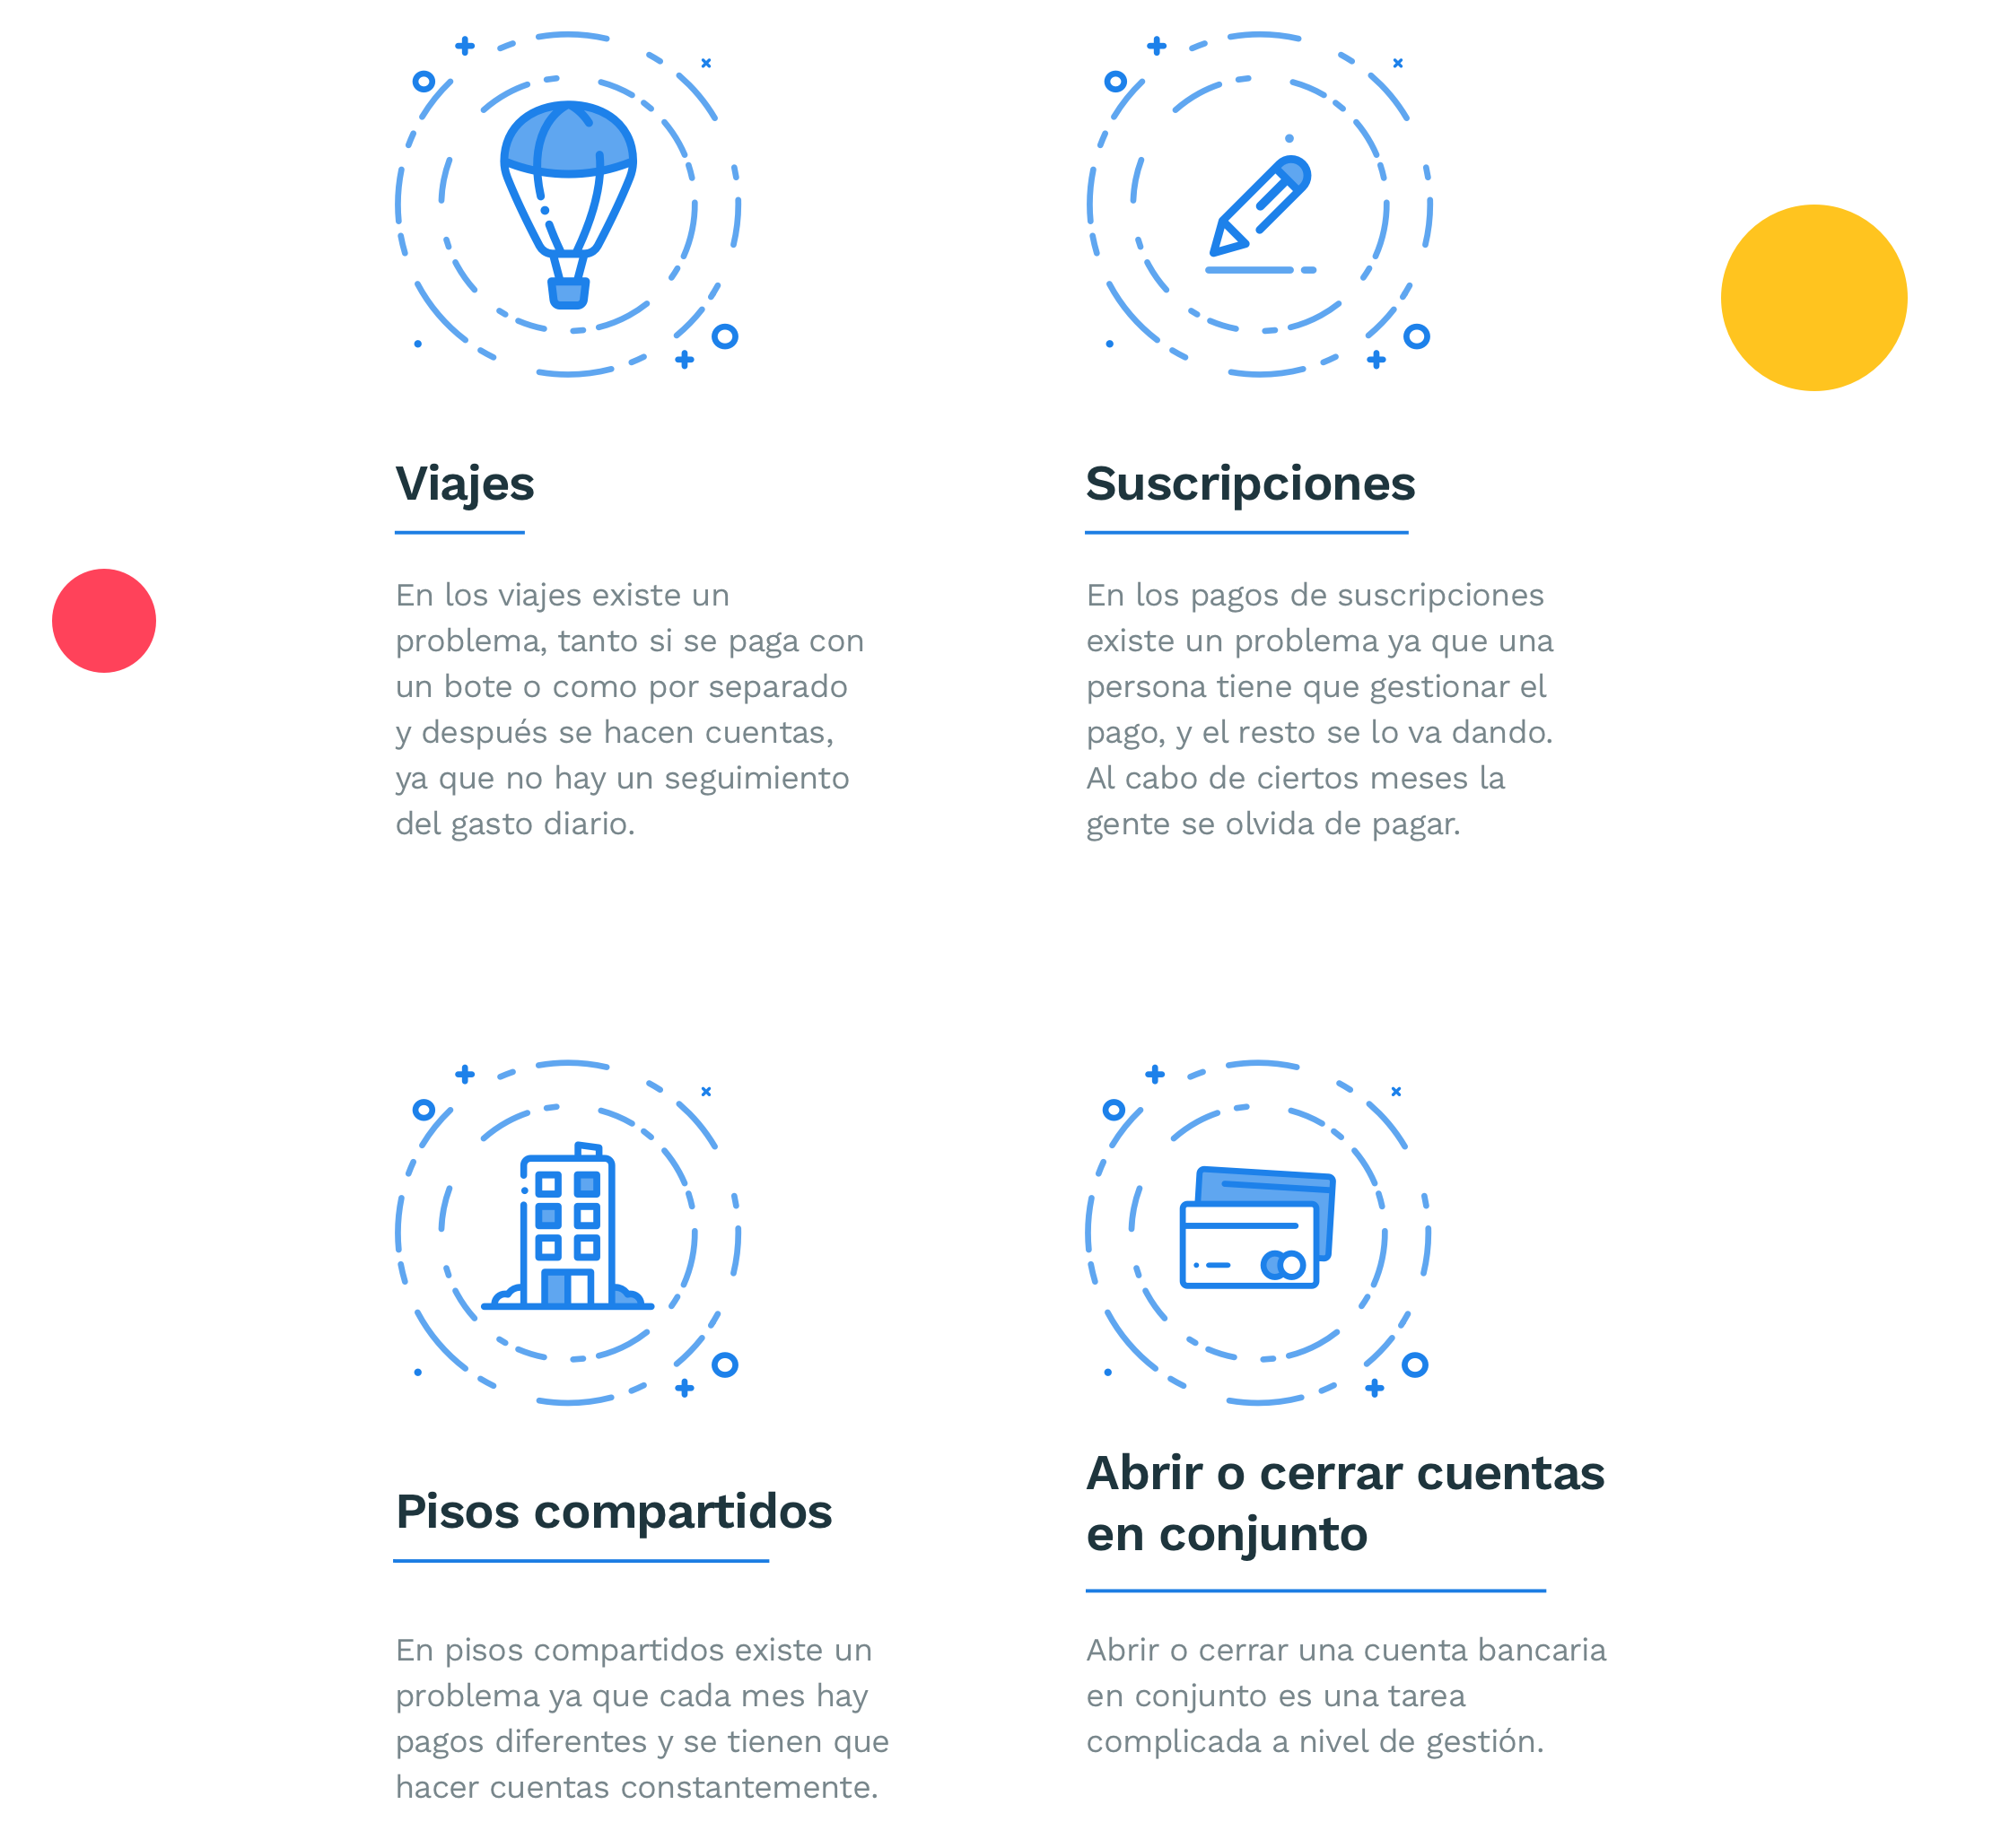 Viajes
En los viajes existe un
problema, tanto si se paga con
un bote o como por separado
y después se hacen cuentas,
ya que no hay un seguimiento
del gasto diario.
Suscripciones
En los pagos de suscripciones
existe un problema ya que una
persona tiene que gestionar el
pago, y el resto se lo va dando.
Al cabo de ciertos meses la
gente se olvida de pagar.
Pisos compartidos
En pisos compartidos existe un
problema ya que cada mes hay
pagos diferentes y se tienen que
hacer cuentas constantemente.
Abrir o cerrar cuentas
en conjunto
Abrir o cerrar una cuenta bancaria
en conjunto es una tarea
complicada a nivel de gestión.